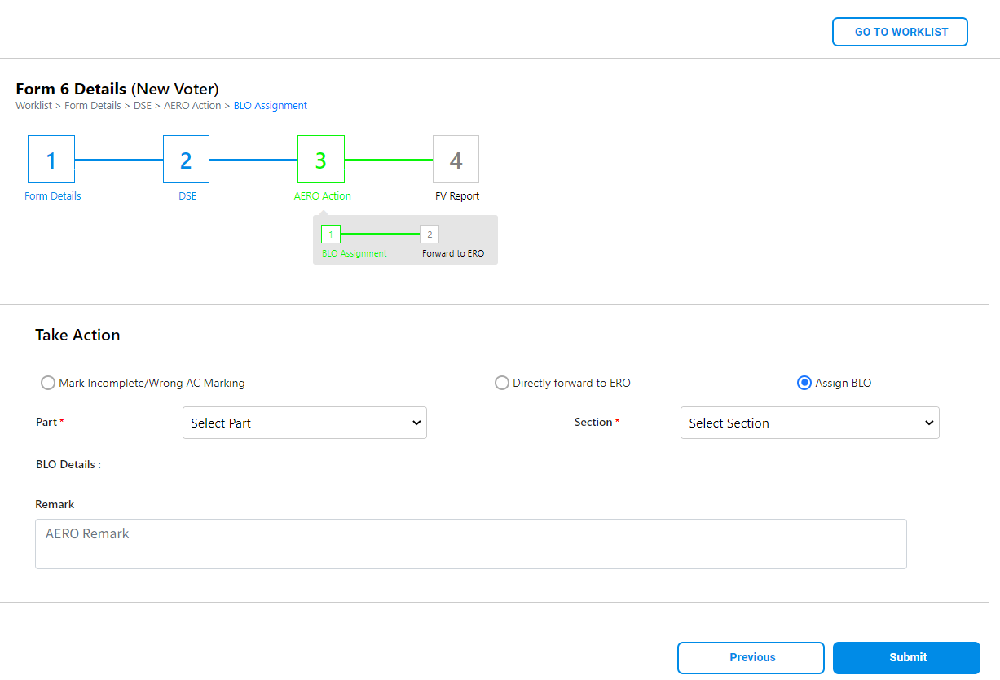 GO TO WORKLIST
Form 6 Details (New Voter)
Worklist > Form Details > DSE > AERO Action > BLO Assignment
1 2 3 4
Form Details DSE AERO Action FV Report
1 2
BLO Assignment Forward to ERO
Take Action
Mark Incomplete/Wrong AC Marking Directly forward to ERO Assign BLO
Part * Select Part Section * Select Section
BLO Details :
Remark
AERO Remark
Previous Submit